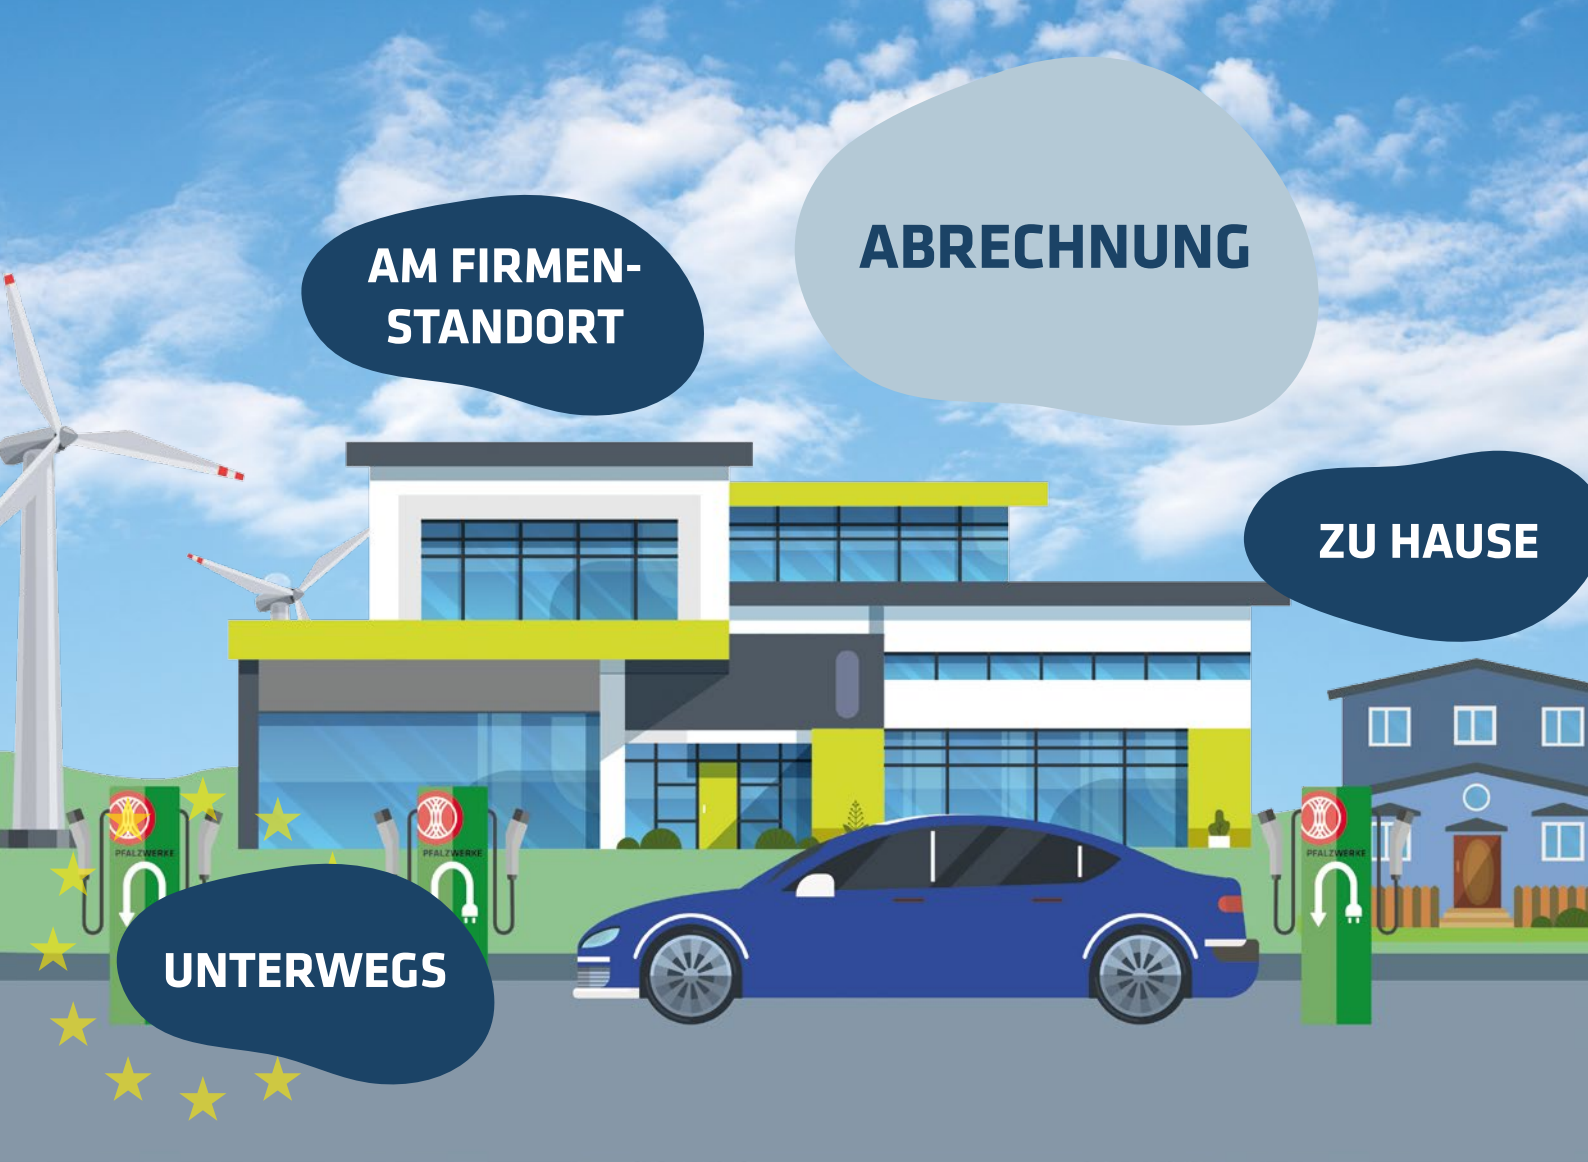 ABRECHNUNG
AM FIRMEN-
STANDORT
ZU HAUSE
PFALZWERKE
PFALZWERKE
PFALZWERKE
UNTERWEGS